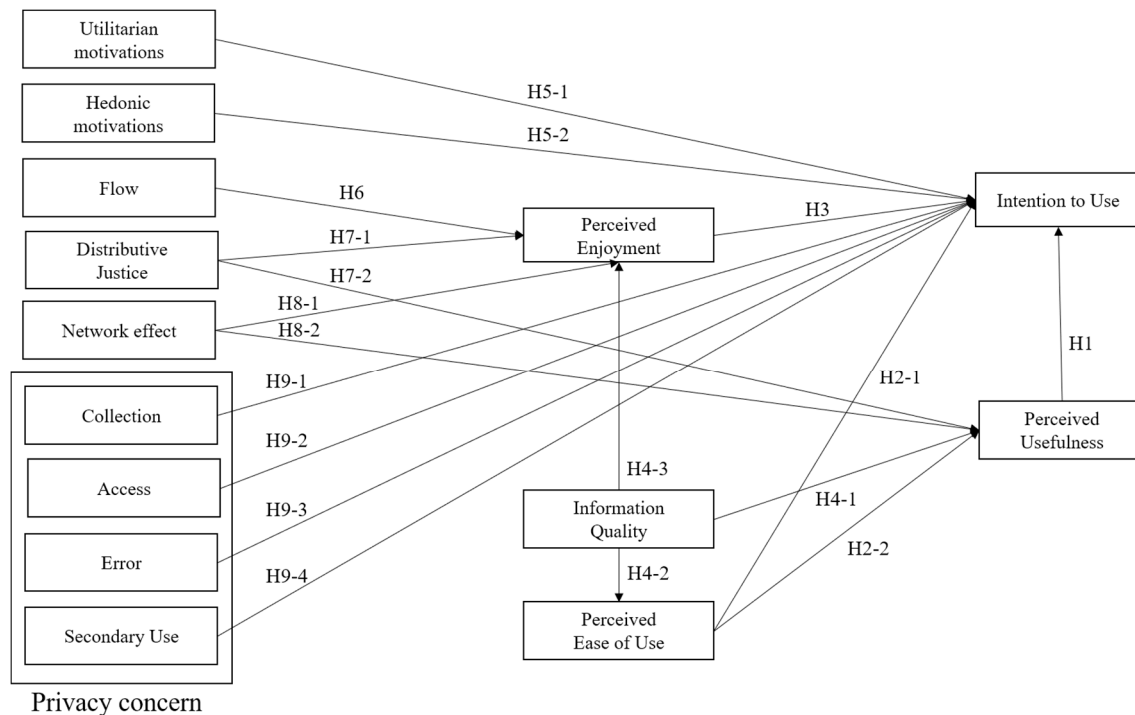 Utilitarian
motivations
Hedonic
motivations
Flow
Distributive
Justice
Network effect
Collection
Access
Error
Secondary Use
Privacy concern
H5-1
H5-2
H6
H7-1
H7-2
H8-1
H8-2
H9-1
H9-2
H9-3
H9-4
Perceived
Enjoyment
H3
H4-3
Information
Quality
H4-2
Perceived
Ease of Use
H2-1
H4-1
H2-2
Intention to Use
H1
Perceived
Usefulness